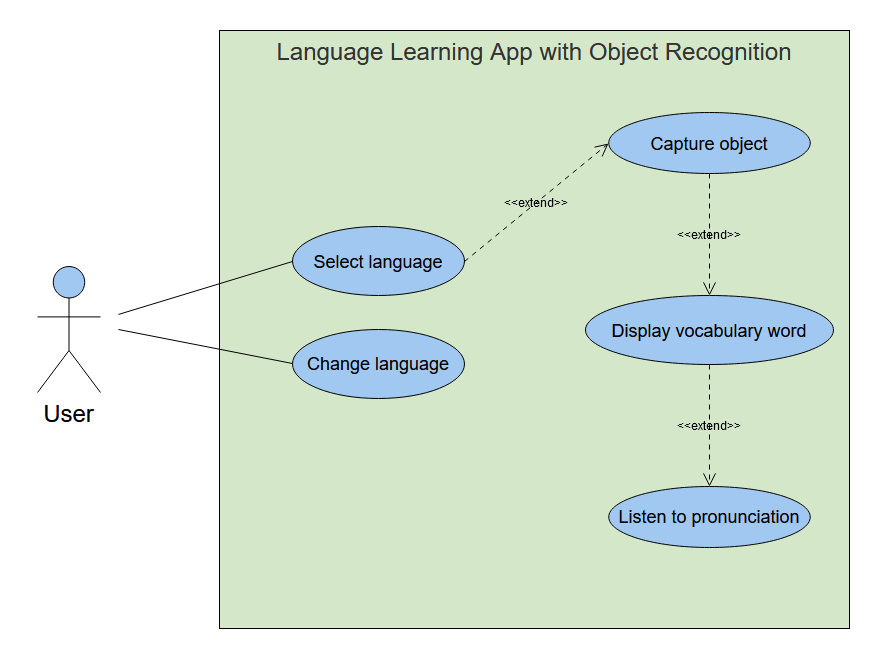 Language Learning App with Object Recognition
Capture object
<<extend>>
<<extend>>
Select language
Display vocabulary word
Change language
User
<<extend>>
Listen to pronunciation